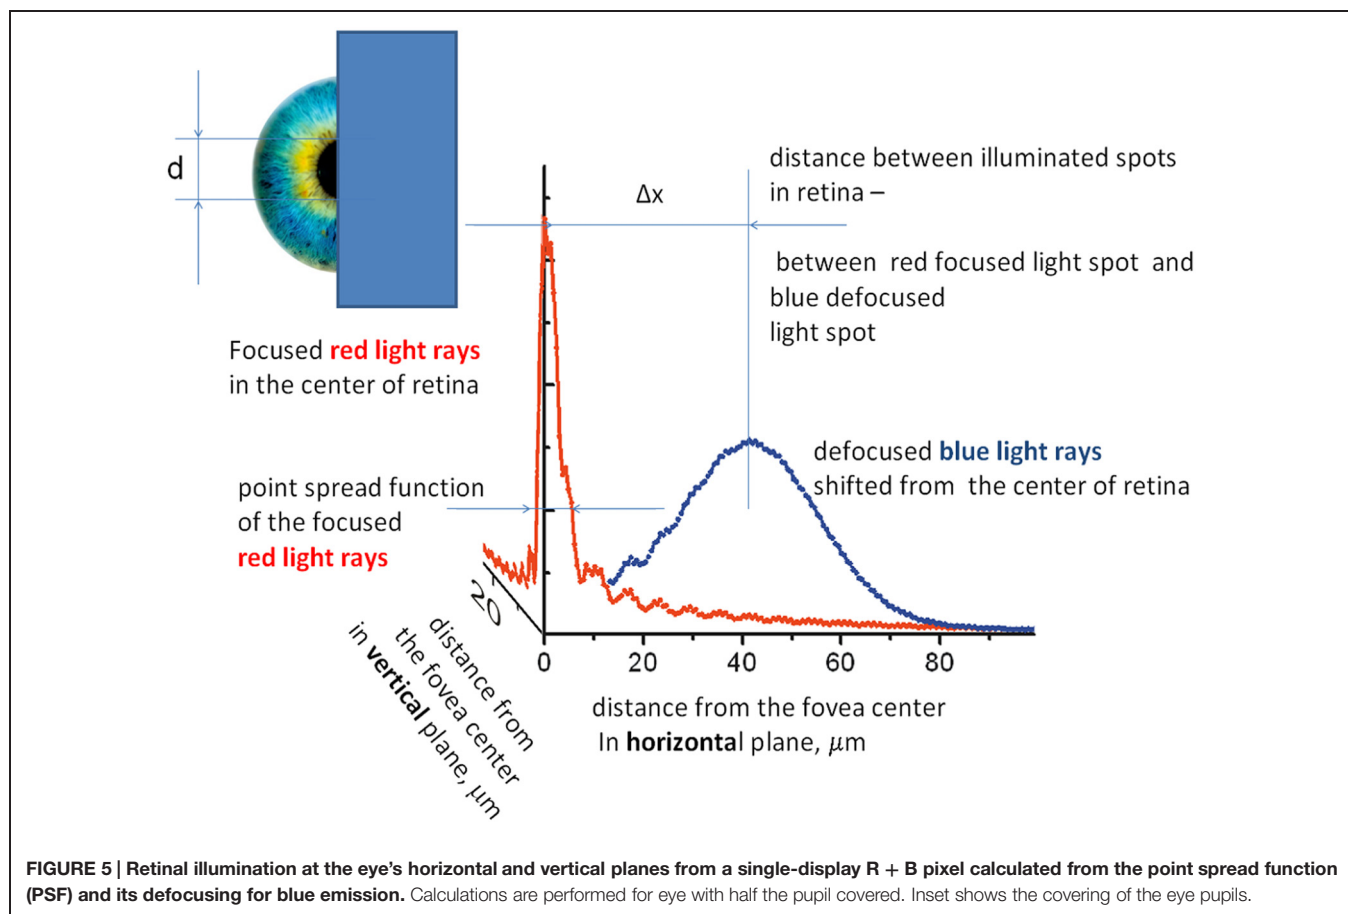 d
Δx
distance between illuminated spots
in retina –
between red focused light spot and
blue defocused
light spot
Focused red light rays
in the center of retina
defocused blue light rays
shifted from the center of retina
point spread function
of the focused
red light rays
20
distance from
the fovea center
in vertical plane, μm
0 20 40 60 80
distance from the fovea center
In horizontal plane, μm
FIGURE 5 | Retinal illumination at the eye's horizontal and vertical planes from a single-display R + B pixel calculated from the point spread function
(PSF) and its defocusing for blue emission. Calculations are performed for eye with half the pupil covered. Inset shows the covering of the eye pupils.